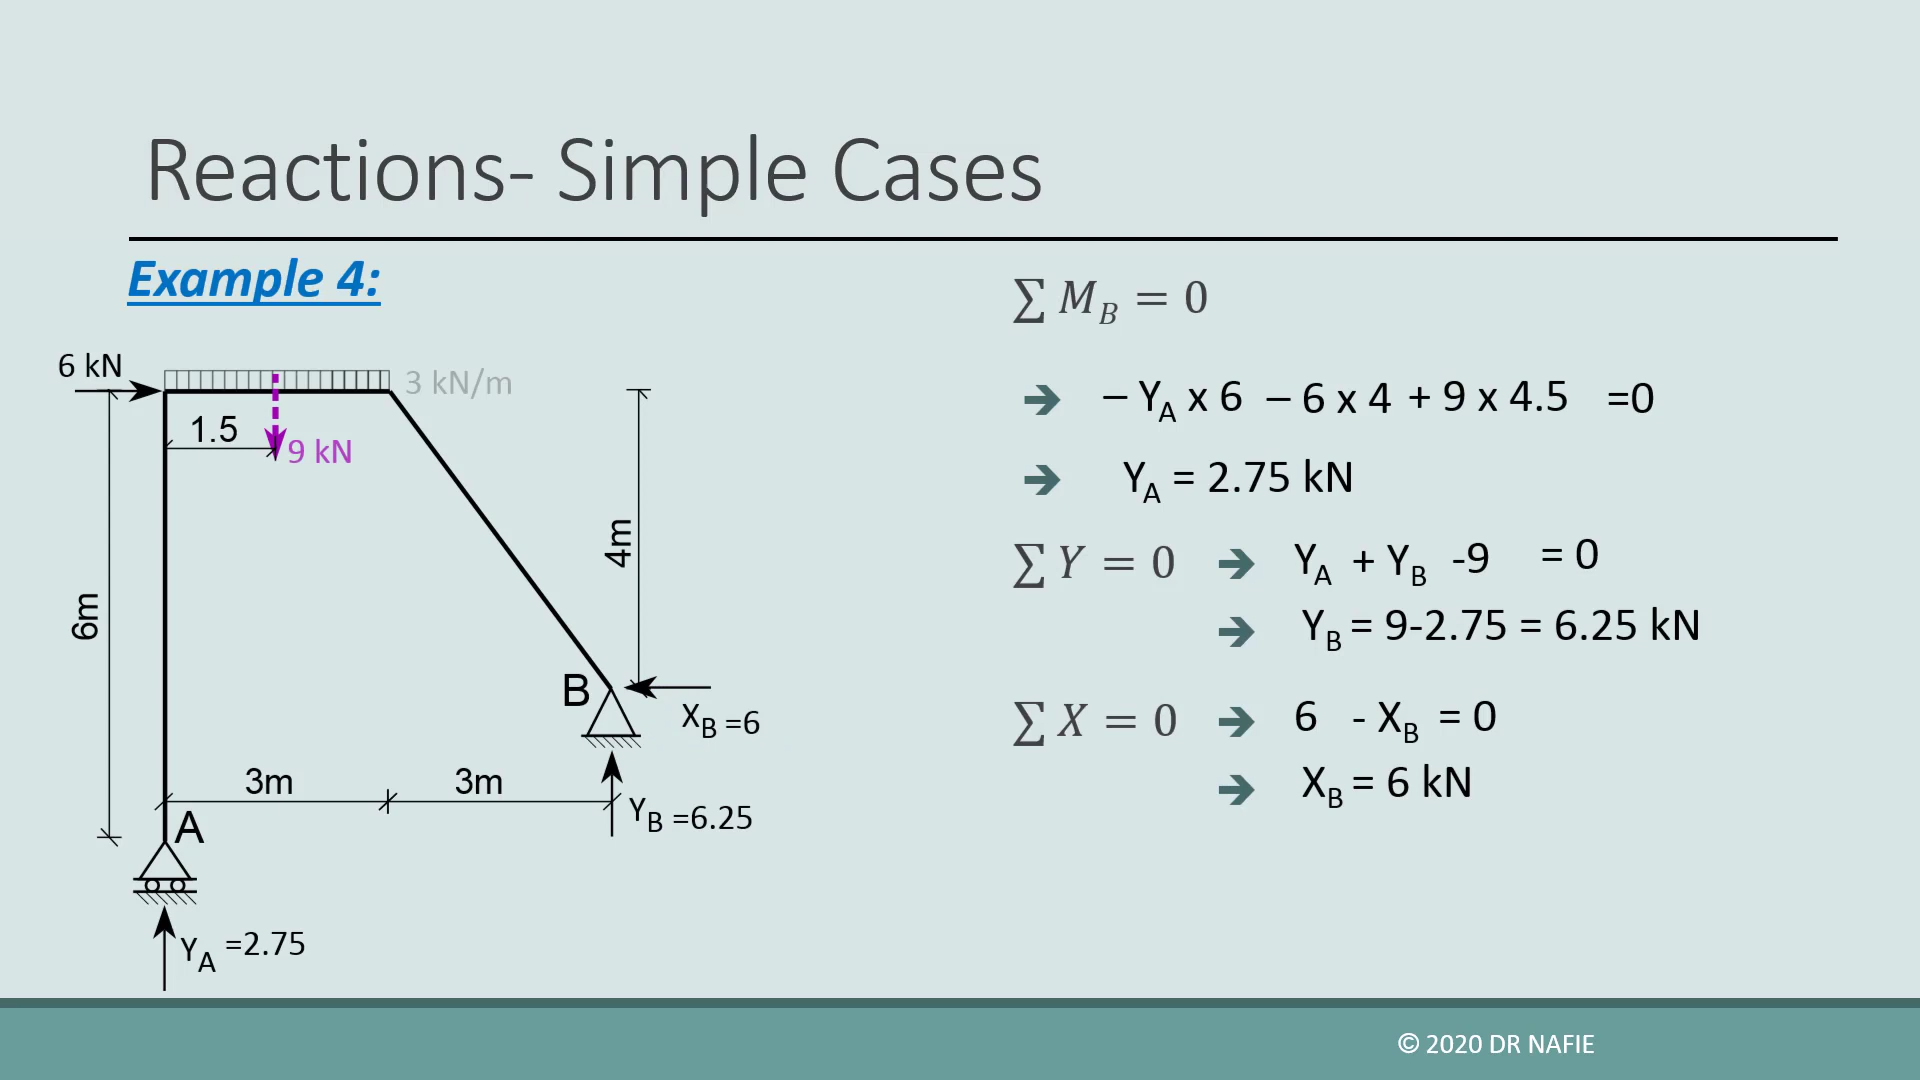 Reactions- Simple Cases
Example 4:
6 kN
3 kN/m
1.5
9 kN
4m
6m
B
X_B =6
3m
3m
Y_B =6.25
A
Y_A =2.75
∑ M_B = 0
➔ – Y_A x 6 – 6 x 4 + 9 x 4.5 =0
➔ Y_A = 2.75 kN
∑ Y = 0 ➔ Y_A + Y_B -9 = 0
➔ Y_B = 9-2.75 = 6.25 kN
∑ X = 0 ➔ 6 - X_B = 0
➔ X_B = 6 kN
© 2020 DR NAFIE